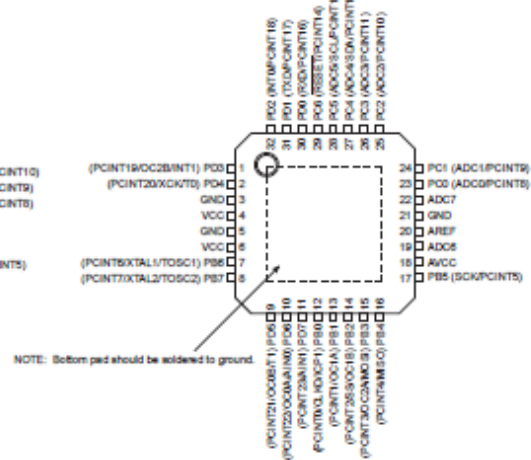 PD2 (INT0/PCINT18)
PD1 (TXD/PCINT17)
PD0 (RXD/PCINT16)
PC6 (RESET/PCINT14)
PC5 (ADC5/SCL/PCINT1
PC4 (ADC4/SDA/PCINT1
PC3 (ADC3/PCINT11)
PC2 (ADC2/PCINT10)
32 31 30 29 28 27 26 25
CINT10)
CINT9)
CINT8)
INT5)
(PCINT19/OC2B/INT1) PD3 1
(PCINT20/XCK/T0) PD4 2
GND 3
VCC 4
GND 5
VCC 6
(PCINT6/XTAL1/TOSC1) PB6 7
(PCINT7/XTAL2/TOSC2) PB7 8
24 PC1 (ADC1/PCINT9)
23 PC0 (ADC0/PCINT8)
22 ADC7
21 GND
20 AREF
19 ADC6
18 AVCC
17 PB5 (SCK/PCINT5)
9 10 11 12 13 14 15 16
NOTE: Bottom pad should be soldered to ground.
(PCINT21/OC0B/T1) PD5
(PCINT22/OC0A/AIN0) PD6
(PCINT23/AIN1) PD7
(PCINT0/CLKO/ICP1) PB0
(PCINT1/OC1A) PB1
(PCINT2/SS/OC1B) PB2
(PCINT3/OC2A/MOSI) PB3
(PCINT4/MISO) PB4